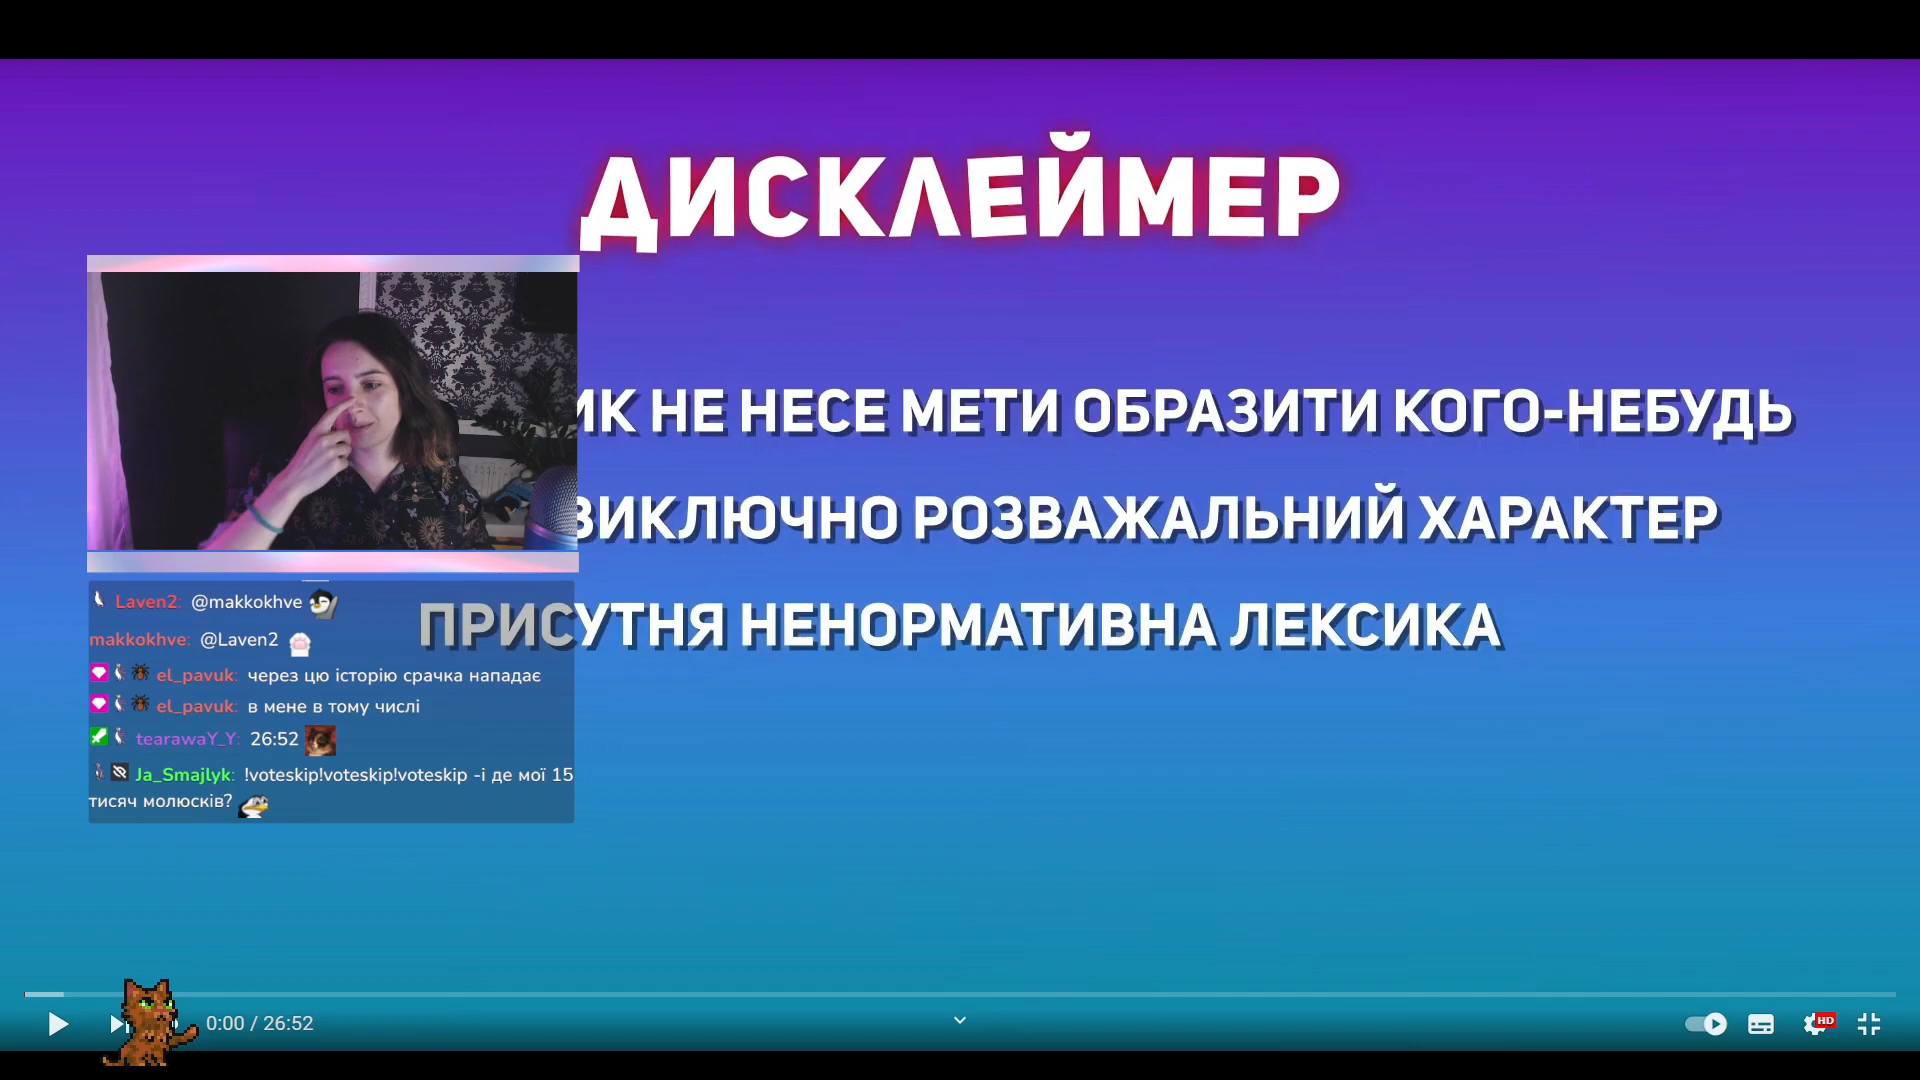 ДИСКЛЕЙМЕР
НЕ НЕСЕ МЕТИ ОБРАЗИТИ КОГО-НЕБУДЬ
ВИКЛЮЧНО РОЗВАЖАЛЬНИЙ ХАРАКТЕР
ПРИСУТНЯ НЕНОРМАТИВНА ЛЕКСИКА
Laven2: @makkokhve
makkokhve: @Laven2
el_pavuk: через цю історію срачка нападає
el_pavuk: в мене в тому числі
tearawaY_Y: 26:52
Ja_Smajlyk: !voteskip!voteskip!voteskip -і де мої 15
тисяч молюсків?
0:00 / 26:52
HD